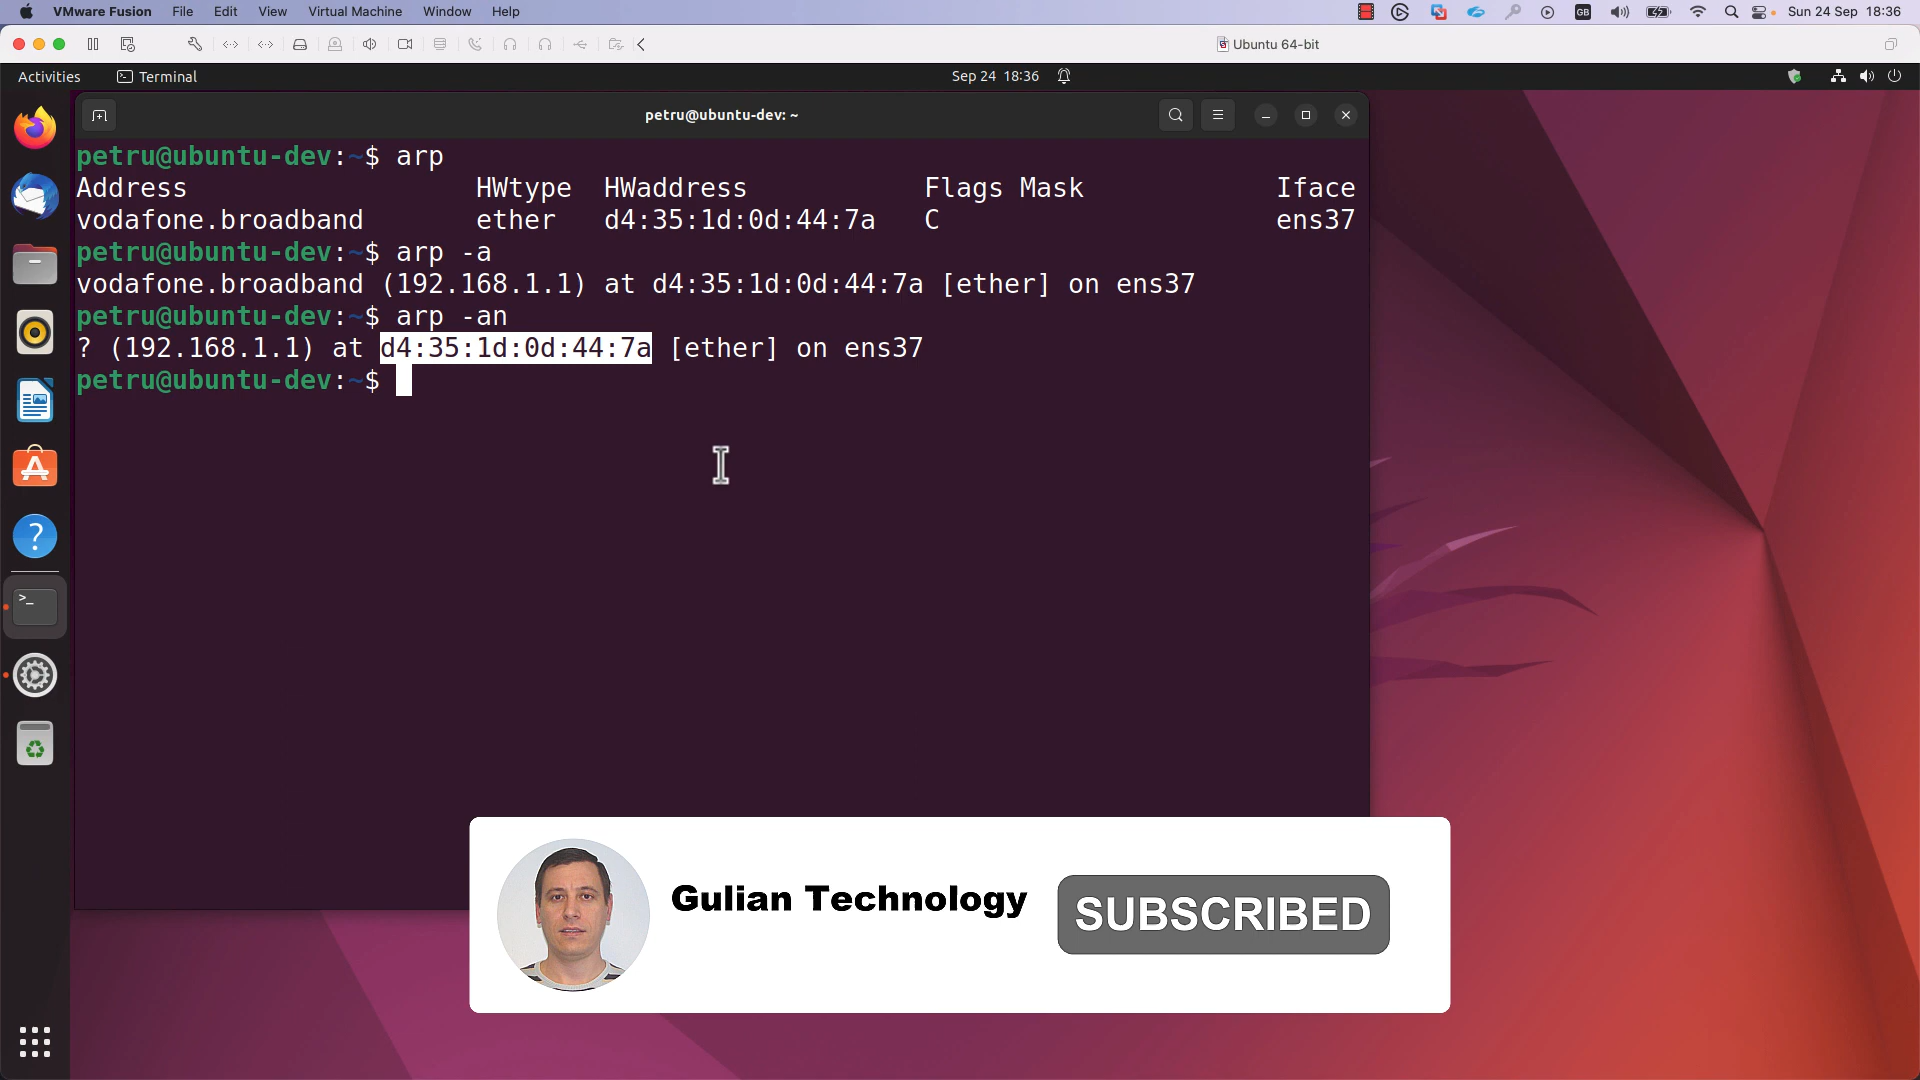 VMware Fusion File Edit View Virtual Machine Window Help GB Sun 24 Sep 18:36
Ubuntu 64-bit
Activities Terminal Sep 24 18:36
petru@ubuntu-dev: ~
petru@ubuntu-dev:~$ arp
Address HWtype HWaddress Flags Mask Iface
vodafone.broadband ether d4:35:1d:0d:44:7a C ens37
petru@ubuntu-dev:~$ arp -a
vodafone.broadband (192.168.1.1) at d4:35:1d:0d:44:7a [ether] on ens37
petru@ubuntu-dev:~$ arp -an
? (192.168.1.1) at d4:35:1d:0d:44:7a [ether] on ens37
petru@ubuntu-dev:~$
Gulian Technology
SUBSCRIBED